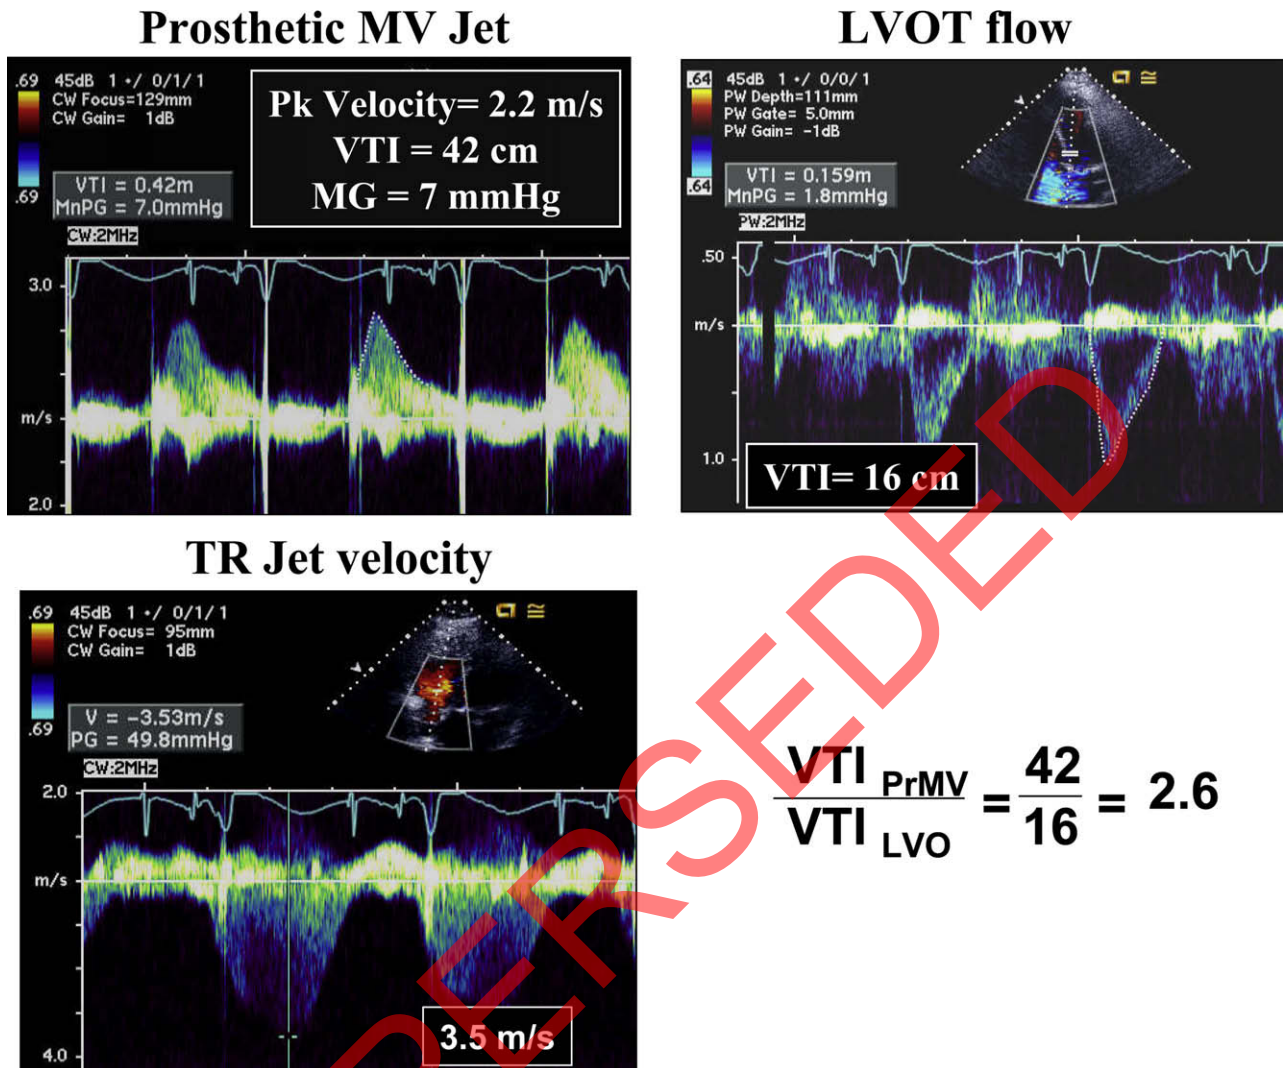 Prosthetic MV Jet
.69 45dB 1 •/ 0/1/ 1
CW Focus=129mm
CW Gain= 1dB
.69
VTI = 0.42m
MnPG = 7.0mmHg
CW:2MHz
Pk Velocity= 2.2 m/s
VTI = 42 cm
MG = 7 mmHg
3.0
m/s
2.0
LVOT flow
.64 45dB 1 •/ 0/0/ 1
PW Depth=111mm
PW Gate= 5.0mm
PW Gain= -1dB
.64
VTI = 0.159m
MnPG = 1.8mmHg
PW:2MHz
.50
m/s
1.0
VTI= 16 cm
TR Jet velocity
.69 45dB 1 •/ 0/1/ 1
CW Focus= 95mm
CW Gain= 1dB
.69
V = -3.53m/s
PG = 49.8mmHg
CW:2MHz
2.0
m/s
4.0
3.5 m/s
VTI PrMV
VTI LVO
= 42
16
= 2.6
PERSEDED